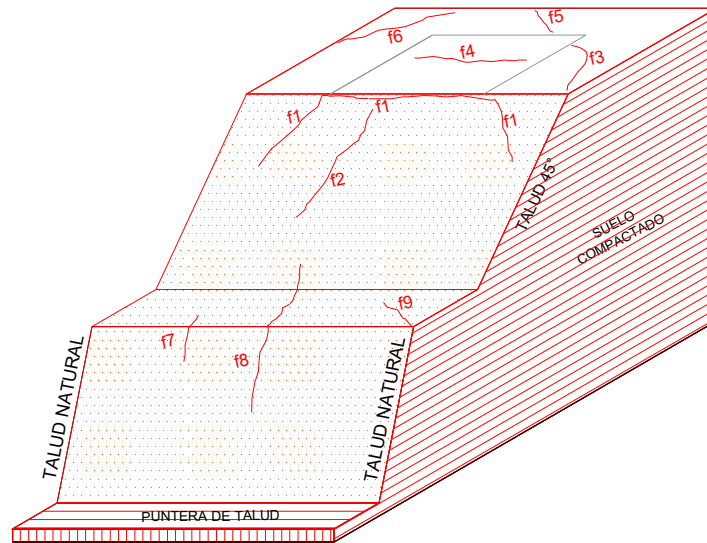 f5
f6
f4
f3
f1
f1
f1
f2
TALUD 45°
SUELO
COMPACTADO
f9
f7
f8
TALUD NATURAL
TALUD NATURAL
PUNTERA DE TALUD